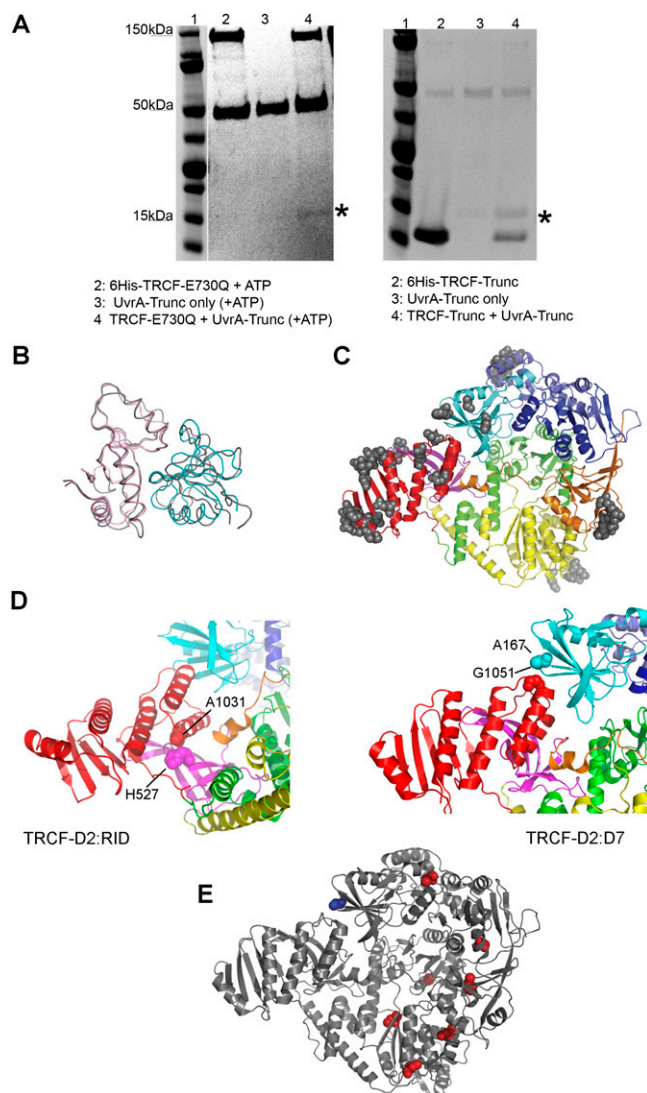 A
1 2 3 4
150kDa
50kDa
15kDa
*
2: 6His-TRCF-E730Q + ATP
3: UvrA-Trunc only (+ATP)
4 TRCF-E730Q + UvrA-Trunc (+ATP)
1 2 3 4
*
2: 6His-TRCF-Trunc
3: UvrA-Trunc only
4: TRCF-Trunc + UvrA-Trunc
B
C
D
A1031
H527
TRCF-D2:RID
A167
G1051
TRCF-D2:D7
E